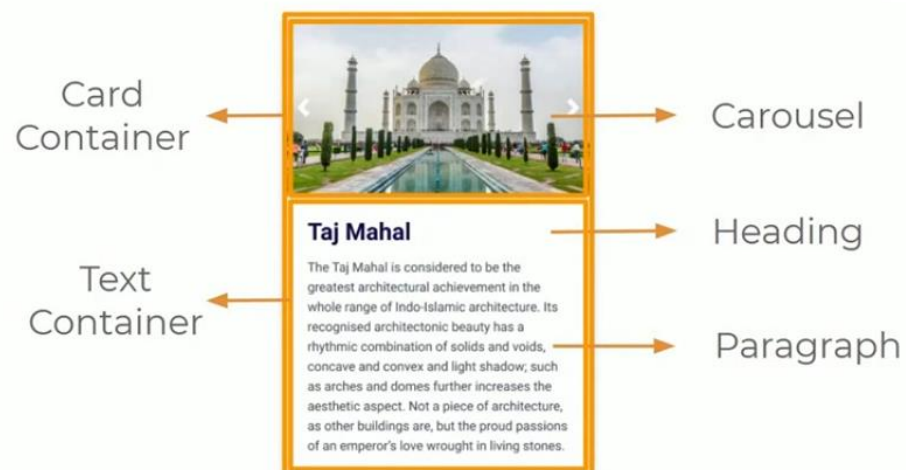 Card
Container
Carousel
Taj Mahal
Heading
The Taj Mahal is considered to be the
greatest architectural achievement in the
whole range of Indo-Islamic architecture. Its
recognised architectonic beauty has a
rhythmic combination of solids and voids,
concave and convex and light shadow; such
as arches and domes further increases the
aesthetic aspect. Not a piece of architecture,
as other buildings are, but the proud passions
of an emperor's love wrought in living stones.
Text
Container
Paragraph